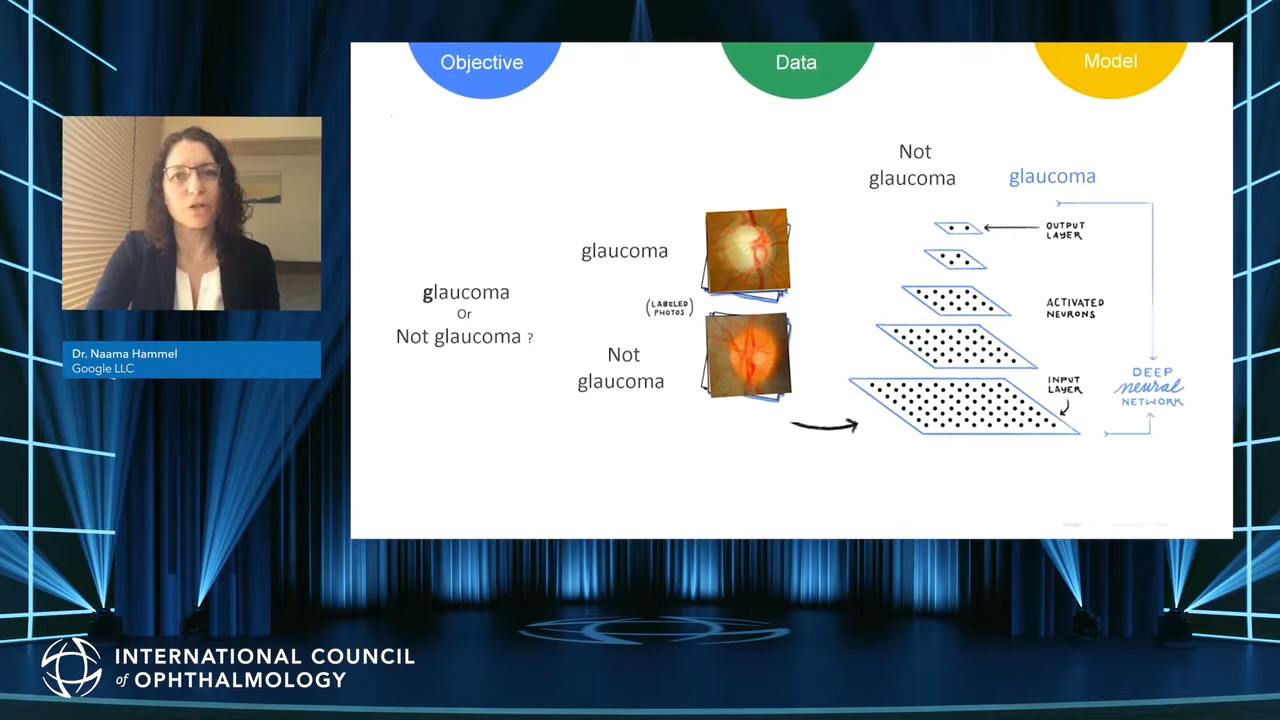 Objective
Data
Model
glaucoma
Or
Not glaucoma ?
glaucoma
(LABELED
PHOTOS)
Not
glaucoma
Not
glaucoma
glaucoma
OUTPUT
LAYER
ACTIVATED
NEURONS
INPUT
LAYER
DEEP
neural
NETWORK
Dr. Naama Hammel
Google LLC
INTERNATIONAL COUNCIL
of OPHTHALMOLOGY